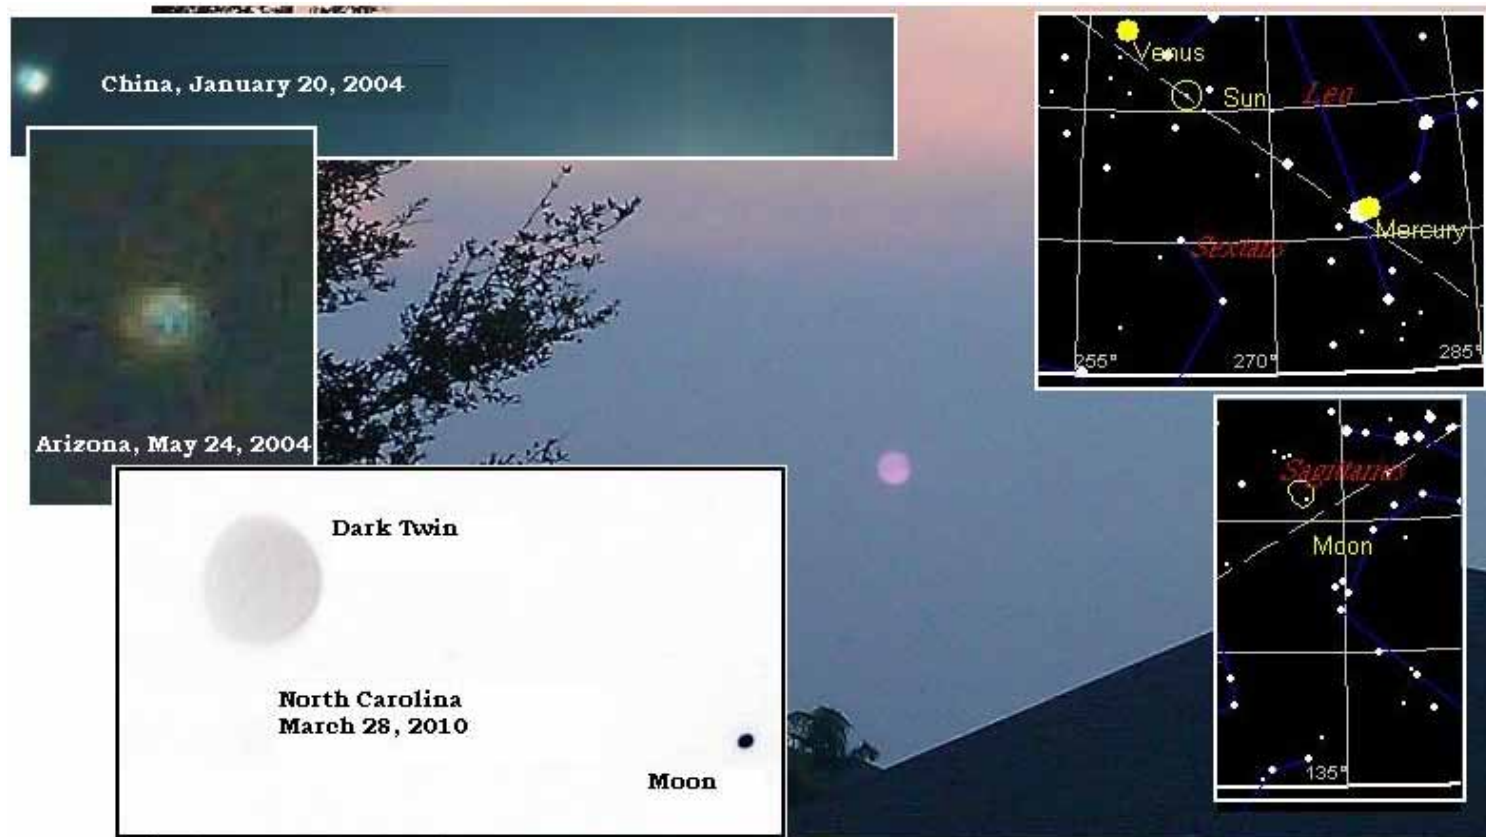 China, January 20, 2004
Arizona, May 24, 2004
Dark Twin
North Carolina
March 28, 2010
Moon
Venus
Sun
Leo
Mercury
Sextans
255°
270°
285°
Sagittarius
Moon
135°